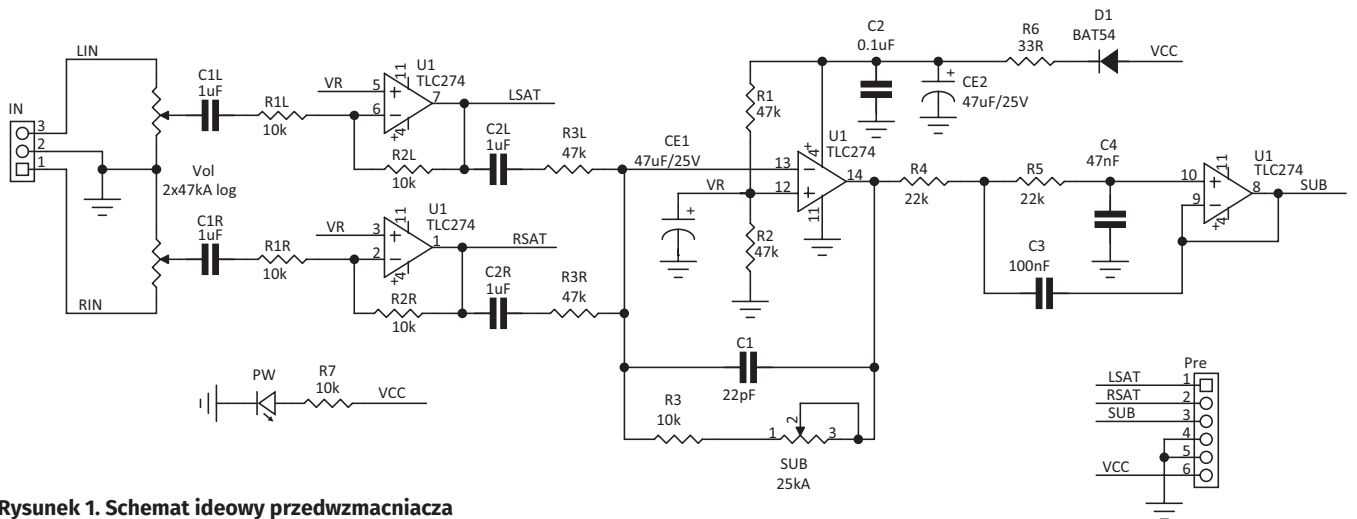 LIN
IN
3
2
1
RIN
Vol
2x47kA log
C1L
1uF
R1L
10k
VR
5
6
+
−
11
+4
7
U1
TLC274
LSAT
R2L
10k
C2L
1uF
R3L
47k
C1R
1uF
R1R
10k
VR
3
2
+
−
11
+4
1
U1
TLC274
RSAT
R2R
10k
C2R
1uF
R3R
47k
PW
R7
10k
VCC
CE1
47uF/25V
+
VR
R1
47k
R2
47k
13
12
−
+
+4
11
14
U1
TLC274
C2
0.1uF
+
CE2
47uF/25V
R6
33R
D1
BAT54
VCC
C1
22pF
R3
10k
1
2
3
SUB
25kA
R4
22k
R5
22k
C4
47nF
C3
100nF
10
9
+
−
11
+4
8
U1
TLC274
SUB
Pre
LSAT
1
RSAT
2
SUB
3
4
5
VCC
6
Rysunek 1. Schemat ideowy przedwzmacniacza